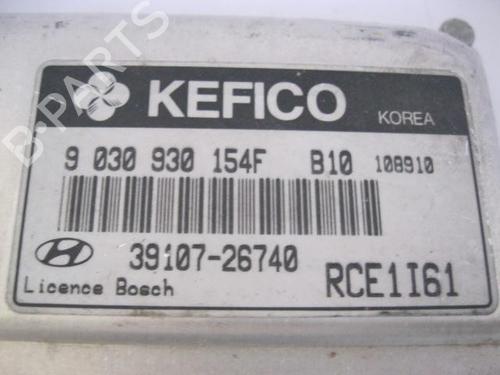 KEFICO KOREA
9 030 930 154F B10 108910
39107-26740
Licence Bosch RCE1I61
B-PARTS